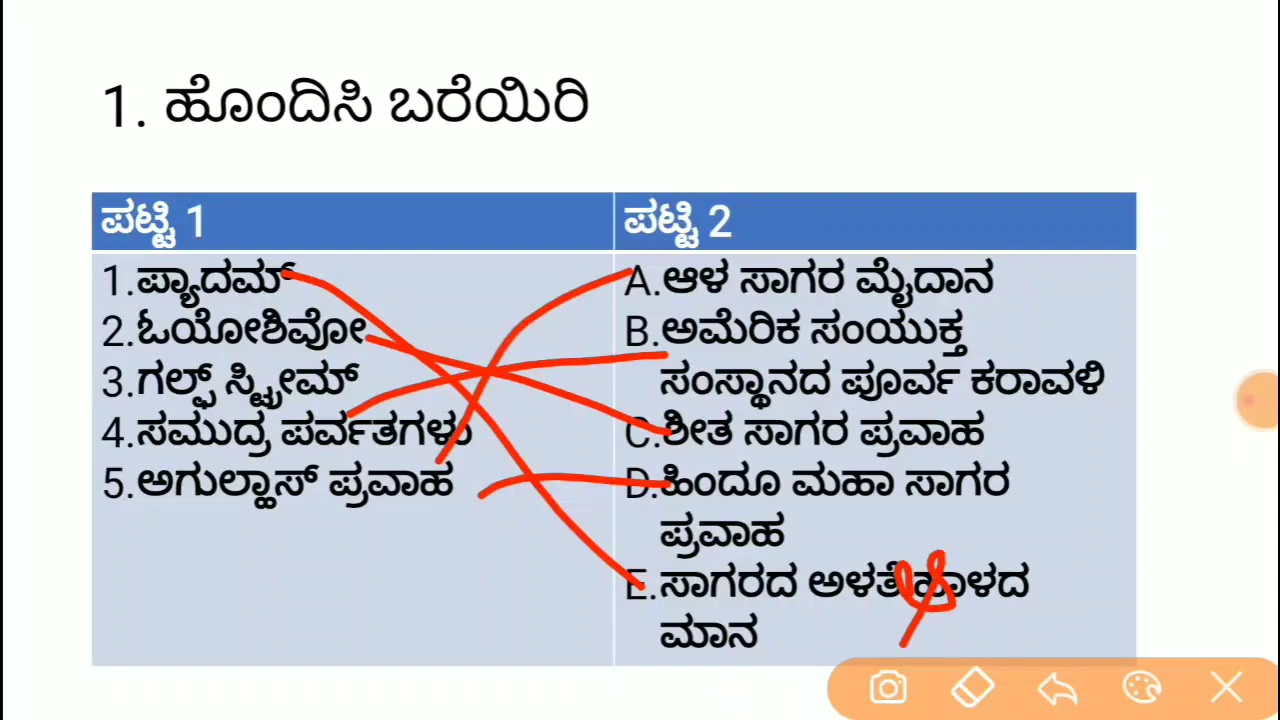 1. ಹೊಂದಿಸಿ ಬರೆಯಿರಿ
ಪಟ್ಟಿ 1
ಪಟ್ಟಿ 2
1.ಪ್ಯಾದಮ್
2.ಓಯೋಶಿವೋ
3.ಗಲ್ಫ್ ಸ್ಟ್ರೀಮ್
4.ಸಮುದ್ರ ಪರ್ವತಗಳು
5.ಅಗುಲ್ಹಾಸ್ ಪ್ರವಾಹ
A.ಆಳ ಸಾಗರ ಮೈದಾನ
B.ಅಮೆರಿಕ ಸಂಯುಕ್ತ
ಸಂಸ್ಥಾನದ ಪೂರ್ವ ಕರಾವಳಿ
C.ಶೀತ ಸಾಗರ ಪ್ರವಾಹ
D.ಹಿಂದೂ ಮಹಾ ಸಾಗರ
ಪ್ರವಾಹ
E.ಸಾಗರದ
ಮಾನ